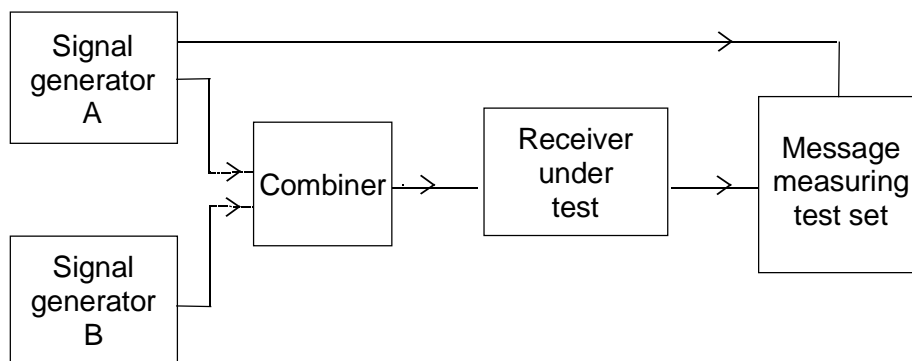 Signal
generator
A
Combiner
Receiver
under
test
Message
measuring
test set
Signal
generator
B